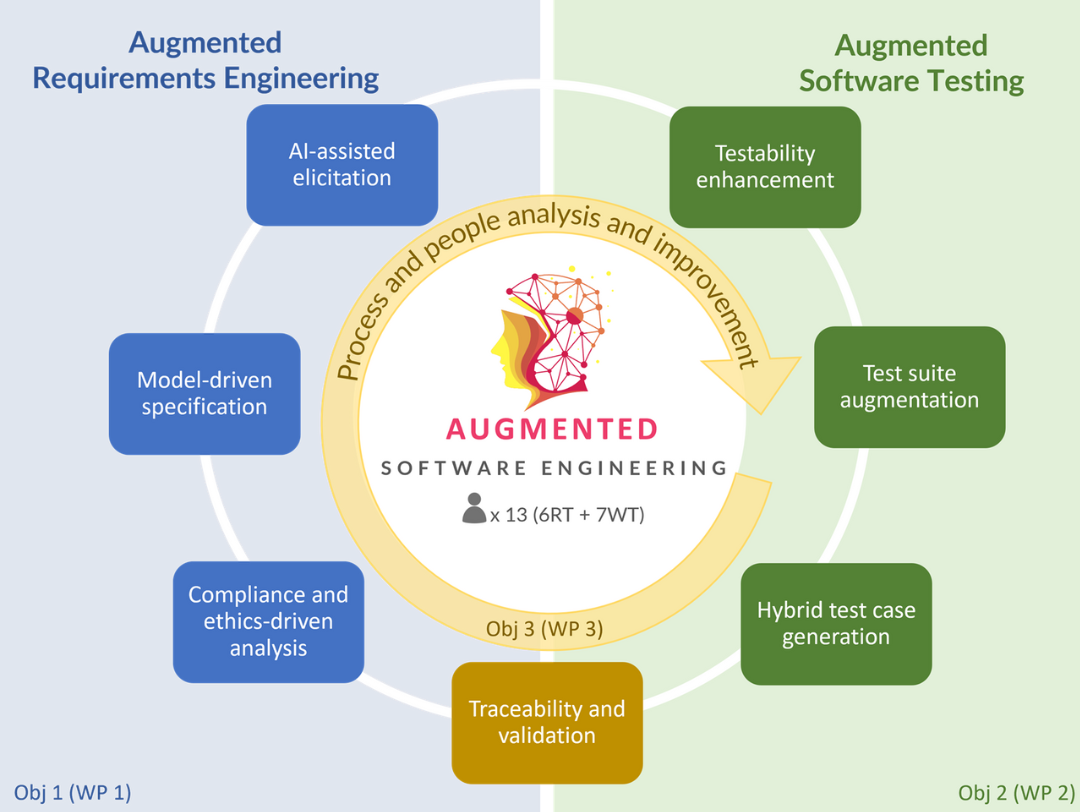 Augmented
Requirements Engineering
Augmented
Software Testing
AI-assisted
elicitation
Testability
enhancement
Process and people analysis and improvement
Model-driven
specification
Test suite
augmentation
AUGMENTED
SOFTWARE ENGINEERING
x 13 (6RT + 7WT)
Compliance and
ethics-driven
analysis
Hybrid test case
generation
Obj 3 (WP 3)
Traceability and
validation
Obj 1 (WP 1)
Obj 2 (WP 2)